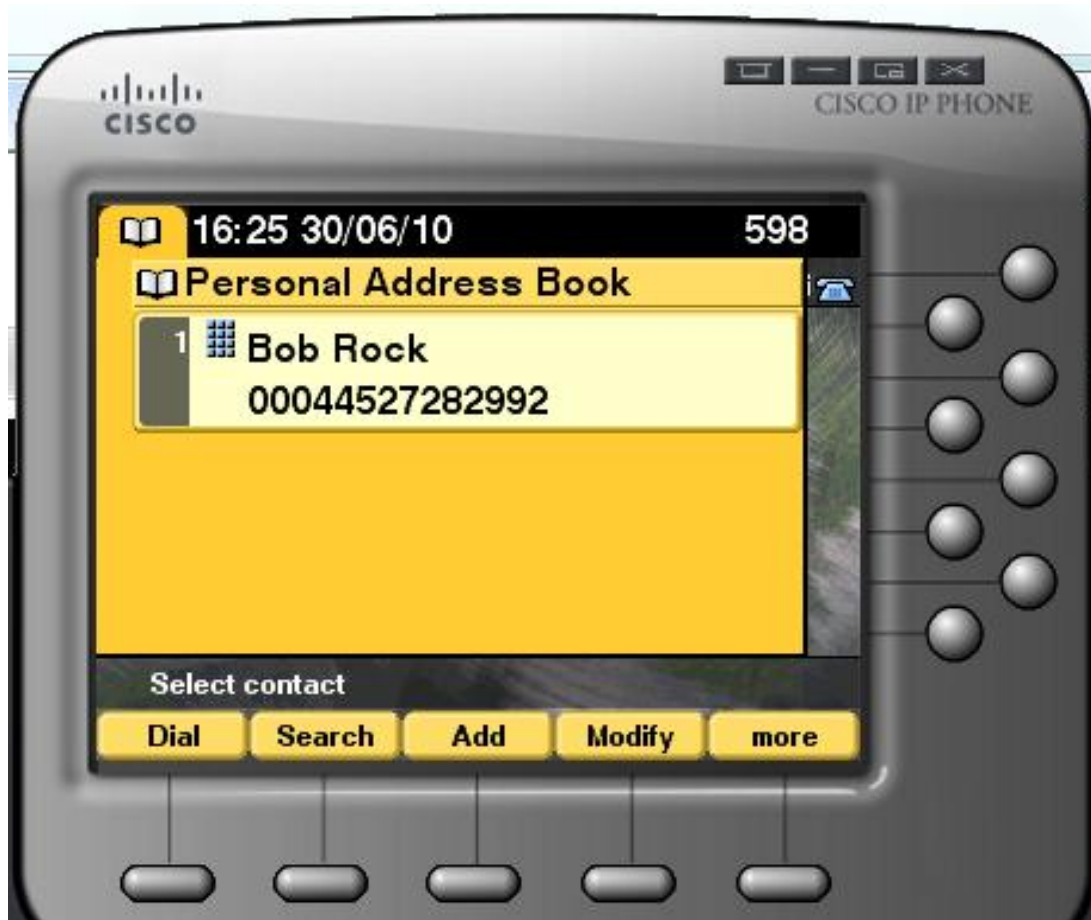 CISCO
CISCO IP PHONE
16:25 30/06/10 598
Personal Address Book
1 Bob Rock
00044527282992
Select contact
Dial Search Add Modify more